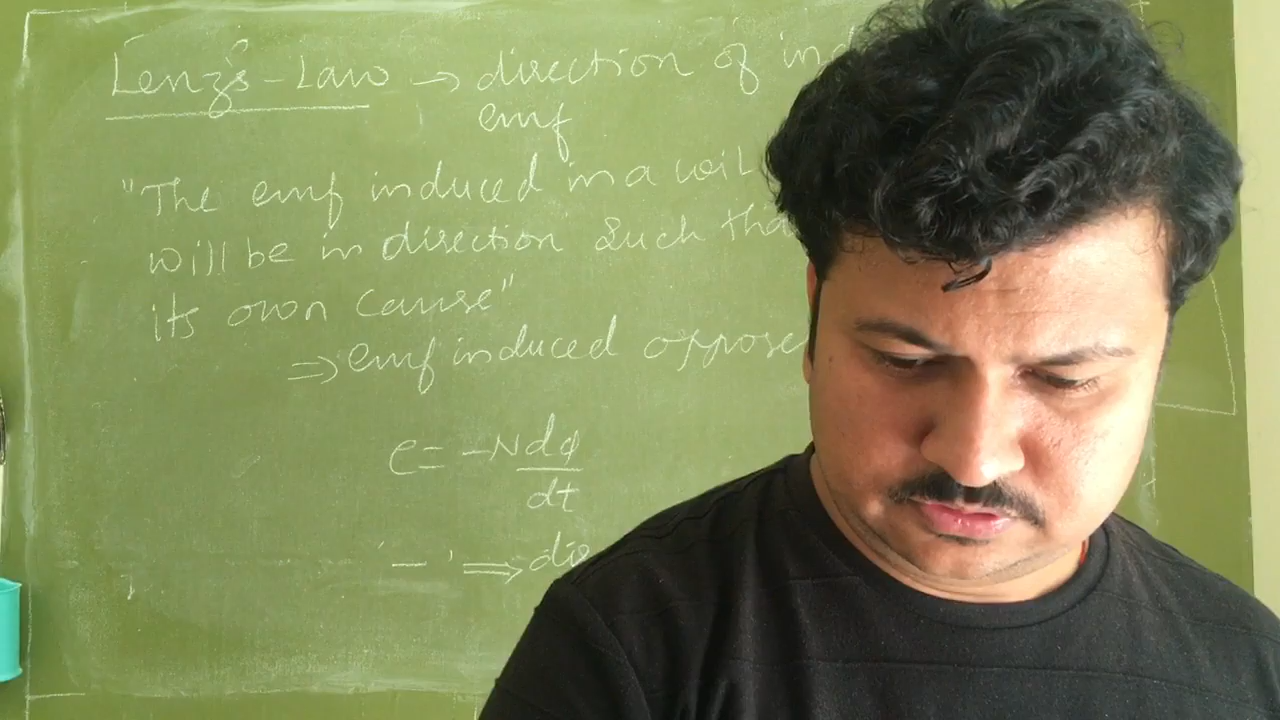 Lenz's - Law → direction of ind
emf
"The emf induced in a coil
will be in direction such tha
its own cause"
⇒ emf induced oppose
e = -N dφ
dt
'-' ⇒ dir